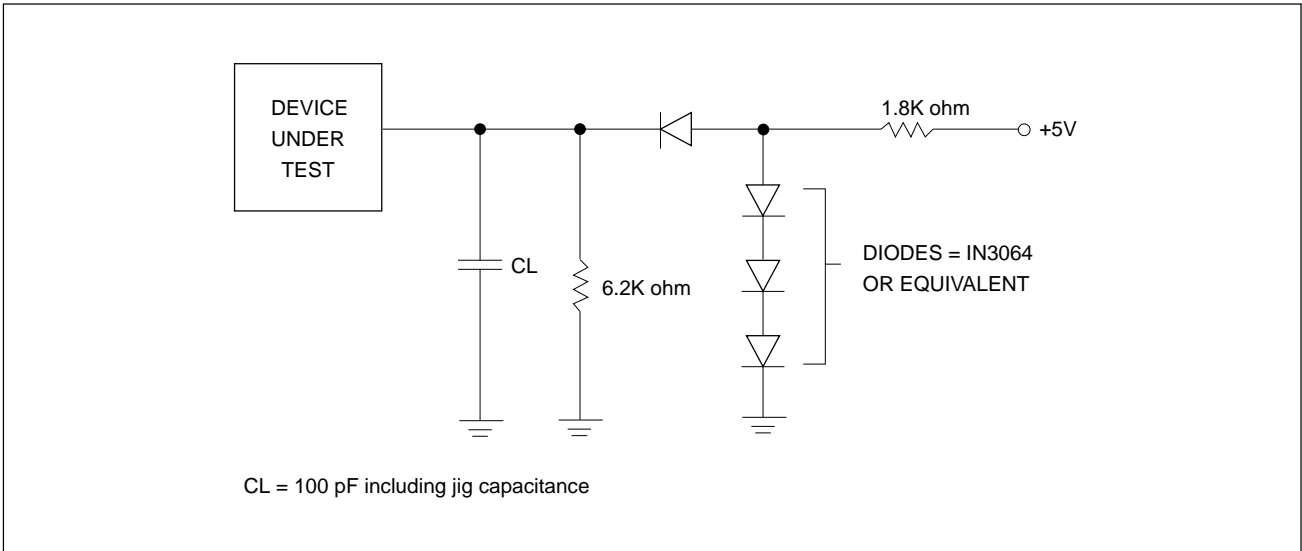 DEVICE
UNDER
TEST
1.8K ohm
+5V
CL
6.2K ohm
DIODES = IN3064
OR EQUIVALENT
CL = 100 pF including jig capacitance